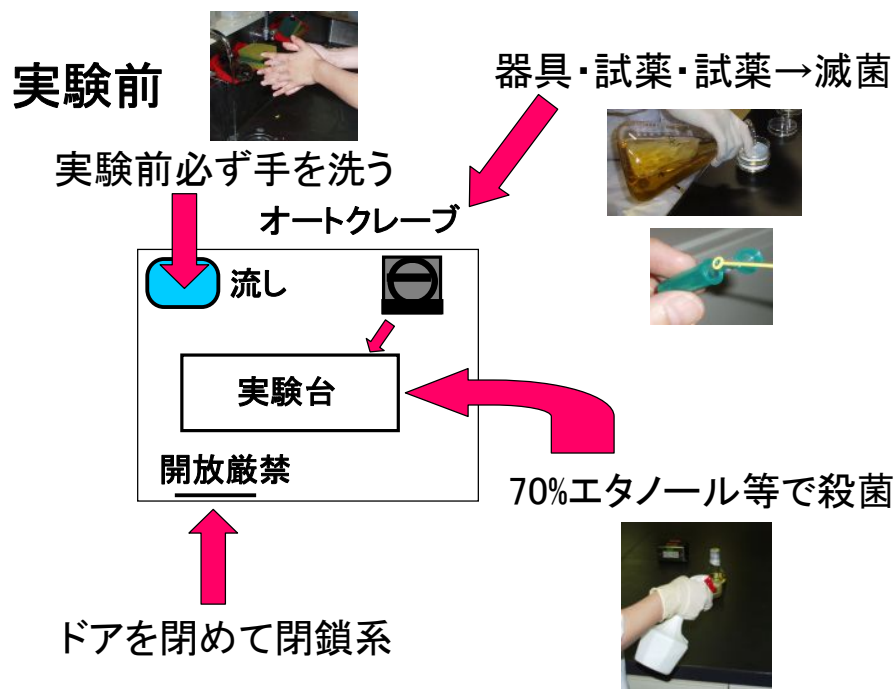 実験前
器具・試薬・試薬→滅菌
実験前必ず手を洗う
オートクレーブ
流し
実験台
開放厳禁
70%エタノール等で殺菌
ドアを閉めて閉鎖系